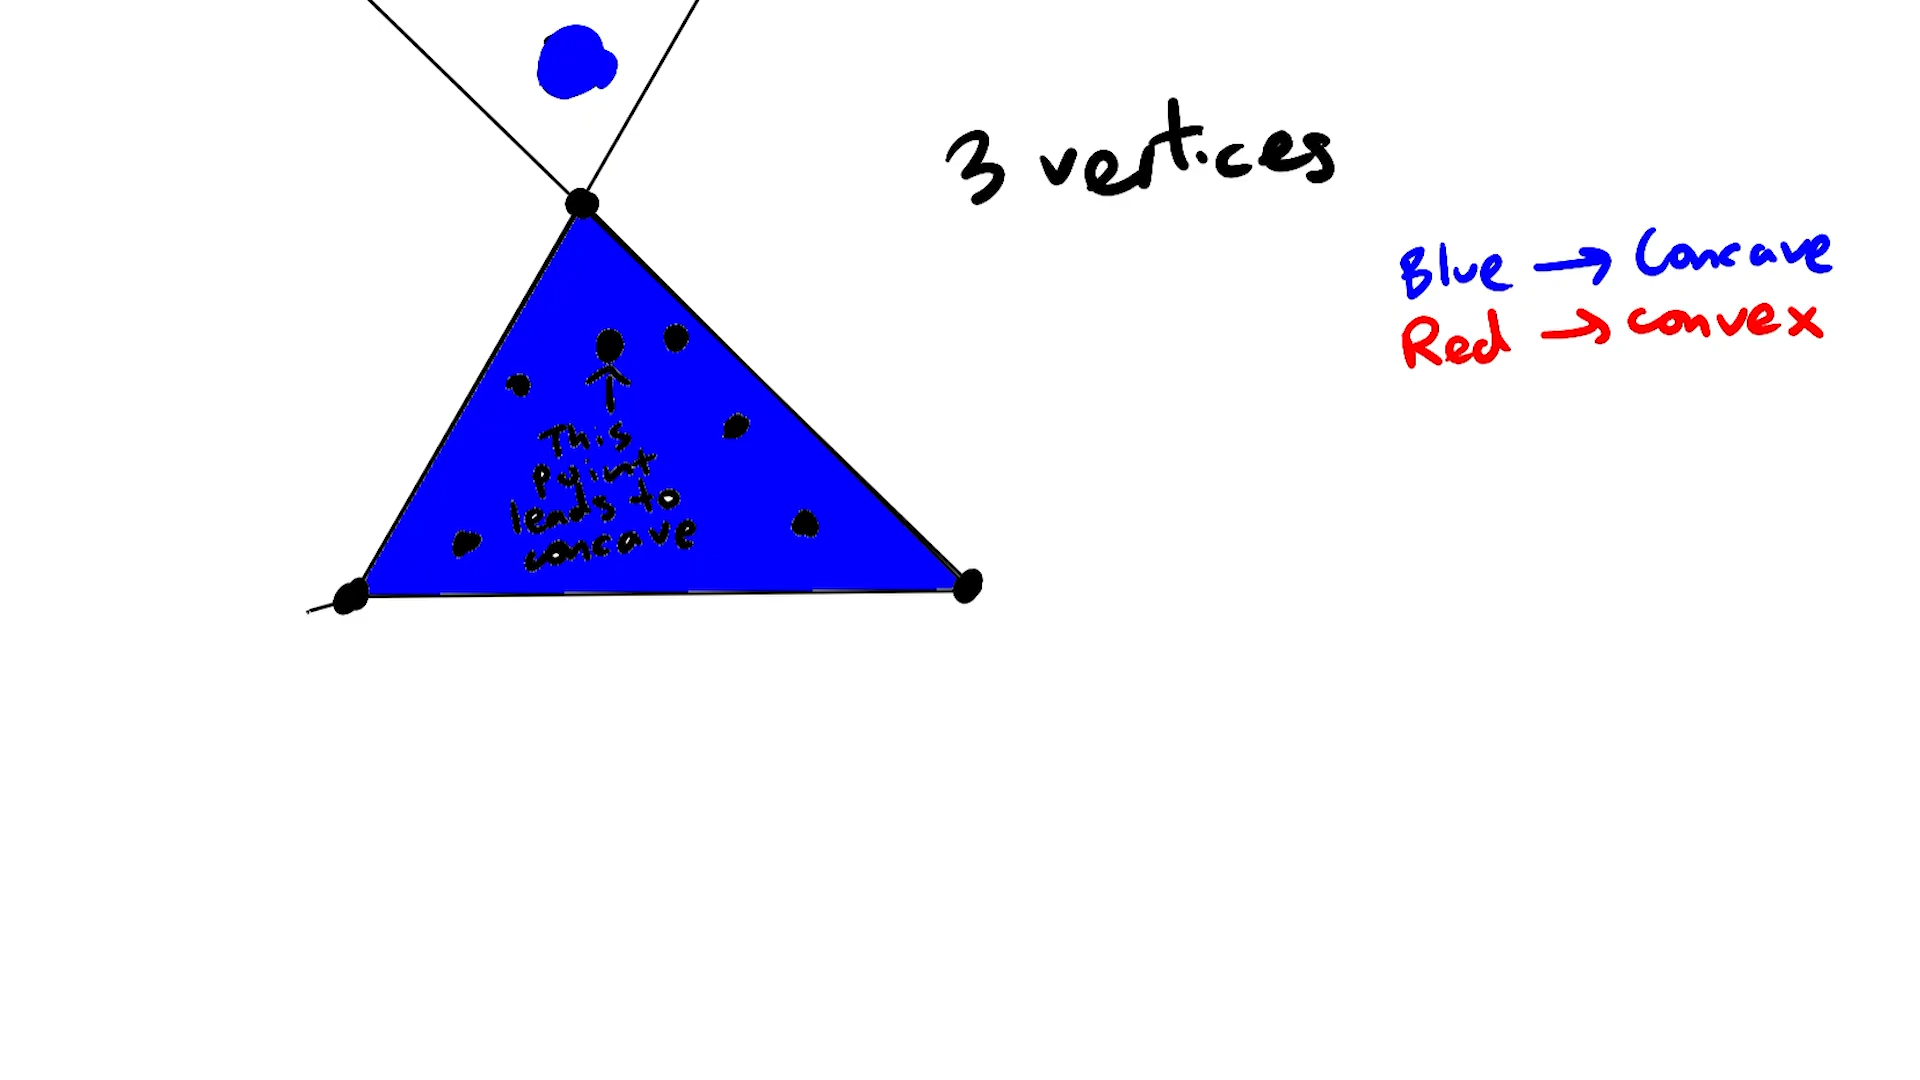 3 vertices
Blue → Concave
Red → convex
This
point
leads to
concave